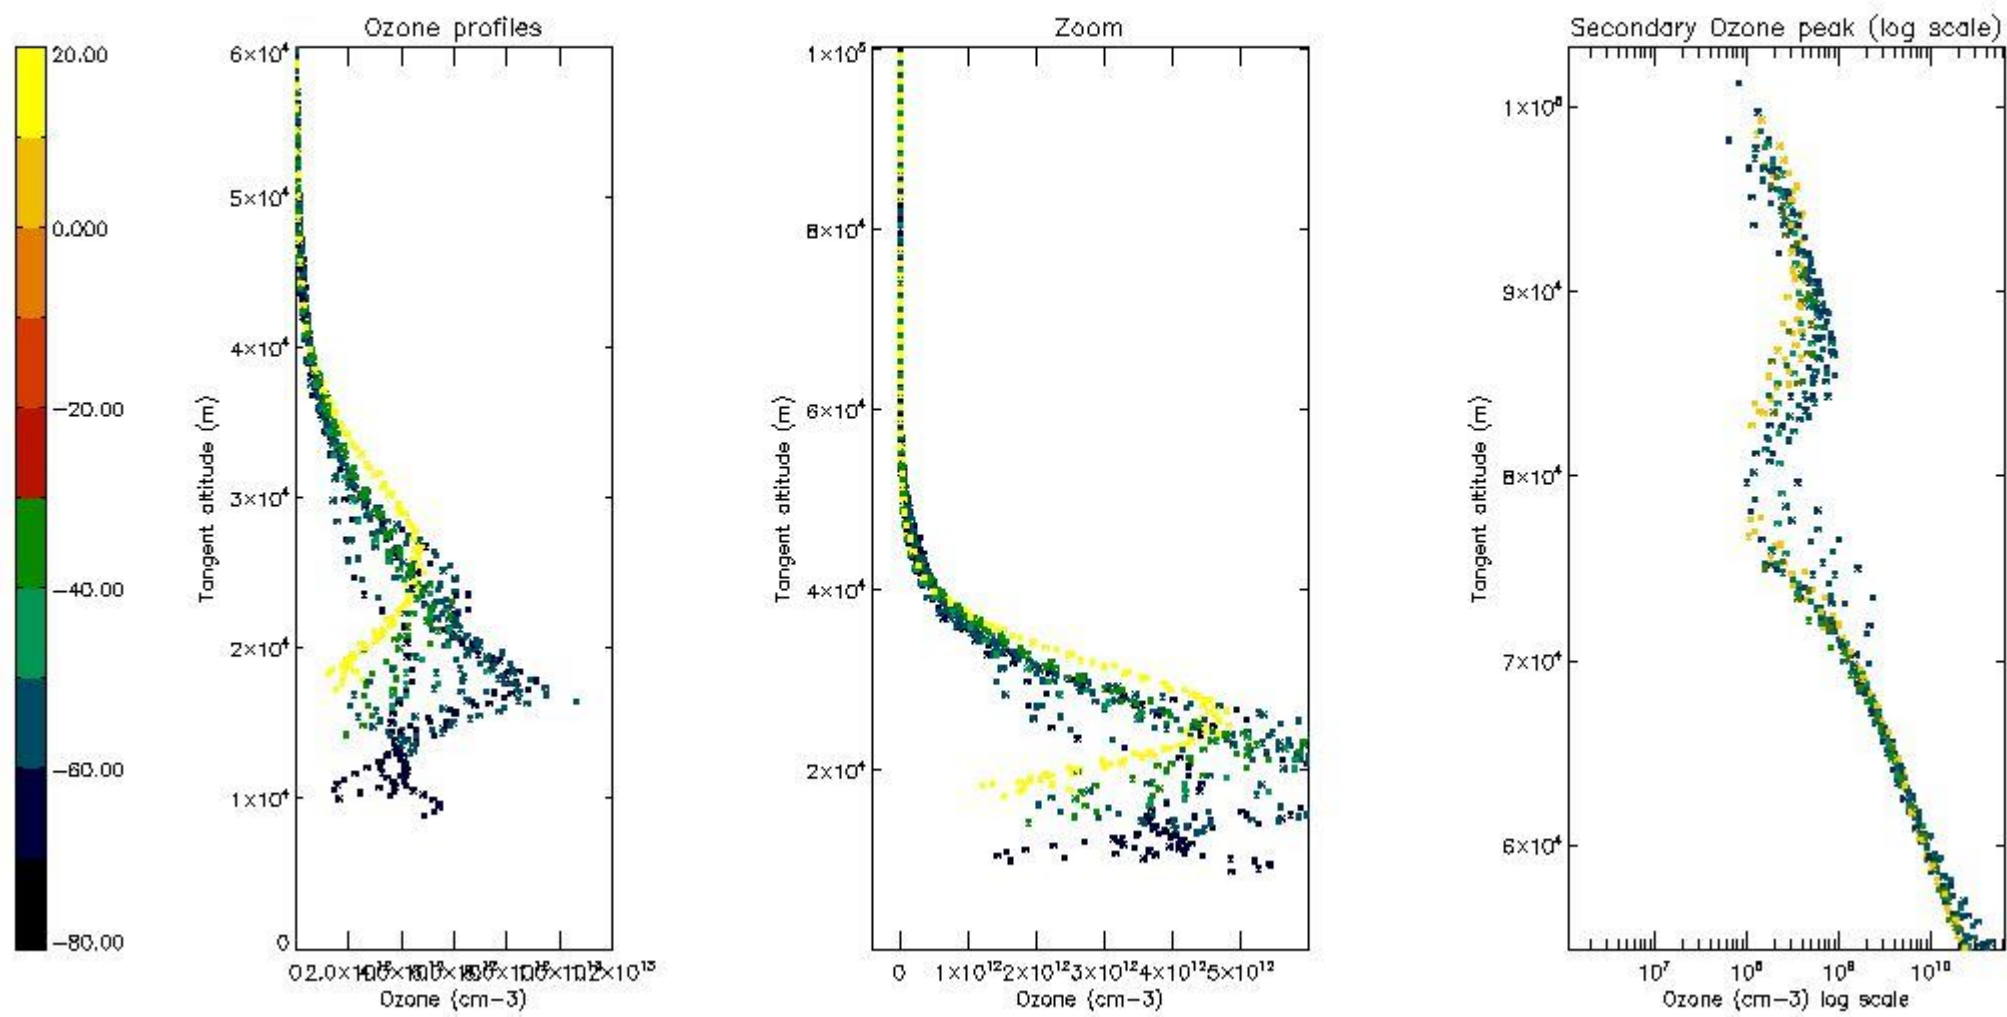 20.00
0.000
−20.00
−40.00
−60.00
−80.00
Ozone profiles
6×10⁴
5×10⁴
4×10⁴
3×10⁴
2×10⁴
1×10⁴
0
Tangent altitude (m)
Ozone (cm−3)
Zoom
1×10⁵
8×10⁴
6×10⁴
4×10⁴
2×10⁴
Tangent altitude (m)
0 1×10¹² 2×10¹² 3×10¹² 4×10¹² 5×10¹²
Ozone (cm−3)
Secondary Ozone peak (log scale)
1×10⁵
9×10⁴
8×10⁴
7×10⁴
6×10⁴
Tangent altitude (m)
10⁷ 10⁸ 10⁹ 10¹⁰
Ozone (cm−3) log scale